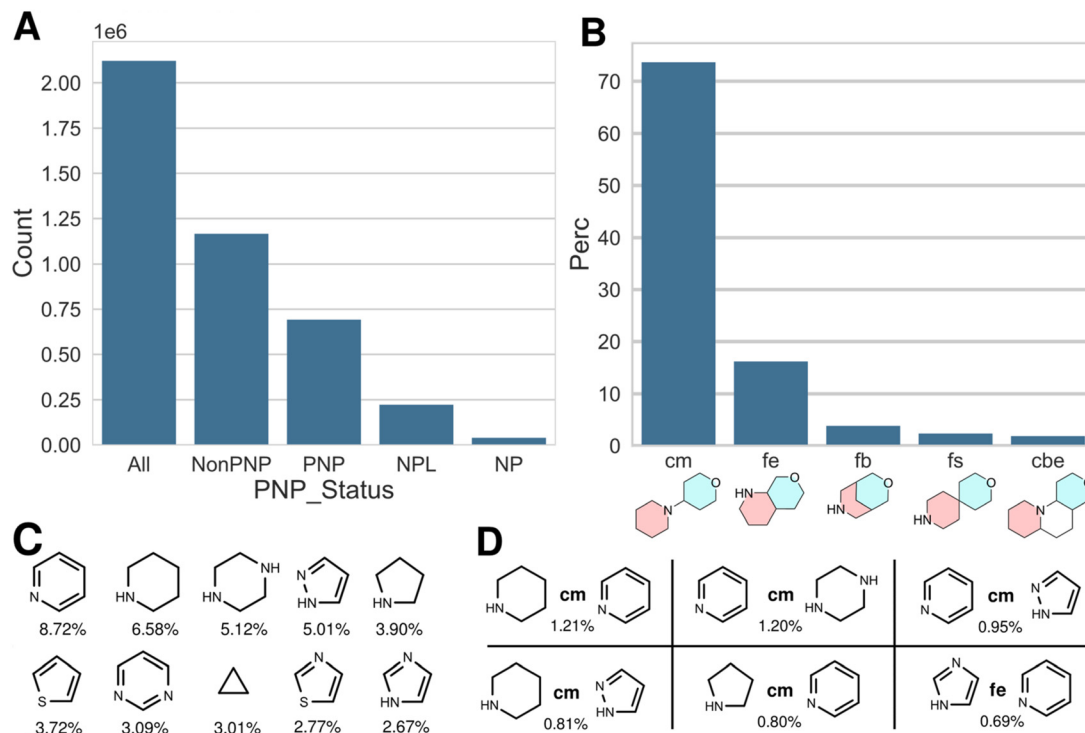 A
1e6
2.00
1.75
1.50
1.25
1.00
0.75
0.50
0.25
0.00
Count
All NonPNP PNP NPL NP
PNP_Status
B
70
60
50
40
30
20
10
0
Perc
cm fe fb fs cbe
O O O O O
N HN HN HN N
C
N HN NH HN N HN HN
8.72% 6.58% 5.12% 5.01% 3.90%
S N N N S N HN
3.72% 3.09% 3.01% 2.77% 2.67%
D
HN cm N N cm NH HN N cm N HN
1.21% 1.20% 0.95%
HN cm N HN HN cm N N HN fe N
0.81% 0.80% 0.69%